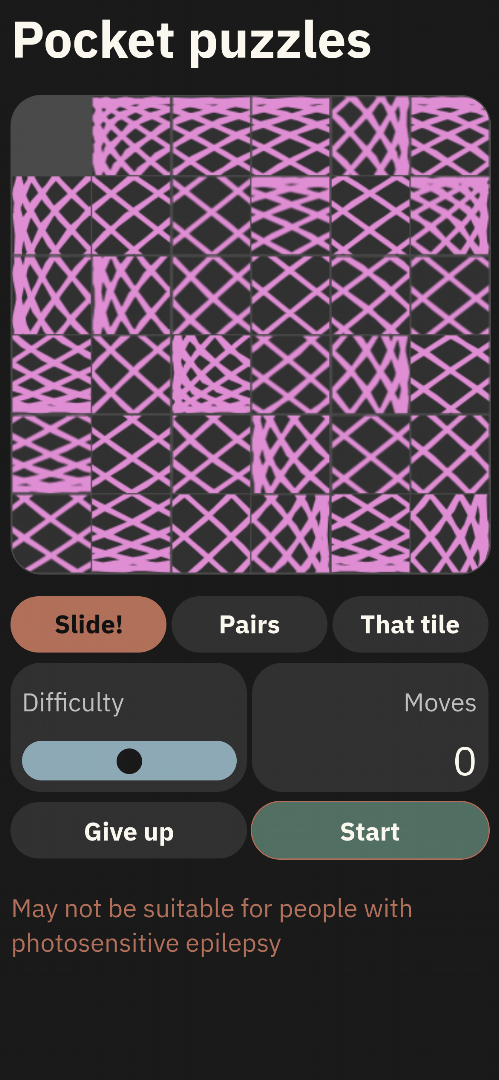 Pocket puzzles
Slide!
Pairs
That tile
Difficulty
Moves
0
Give up
Start
May not be suitable for people with
photosensitive epilepsy